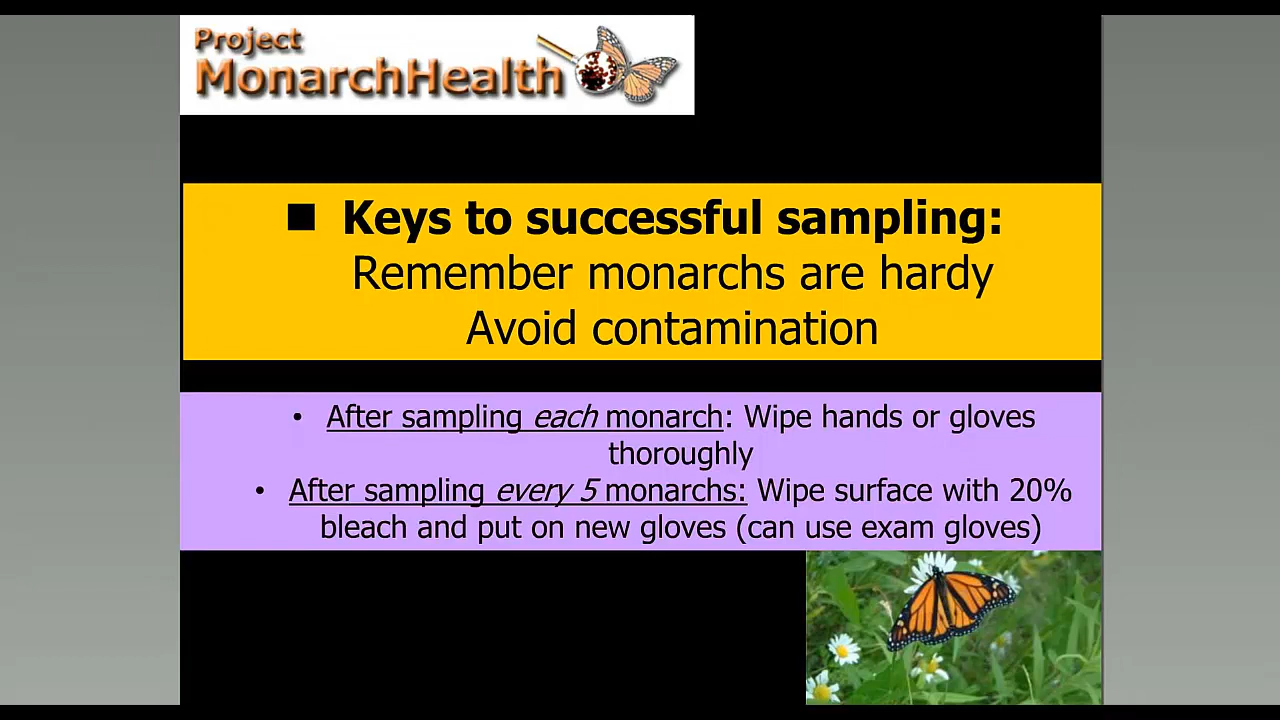 Project
MonarchHealth
■ Keys to successful sampling:
Remember monarchs are hardy
Avoid contamination
• After sampling each monarch: Wipe hands or gloves
thoroughly
• After sampling every 5 monarchs: Wipe surface with 20%
bleach and put on new gloves (can use exam gloves)